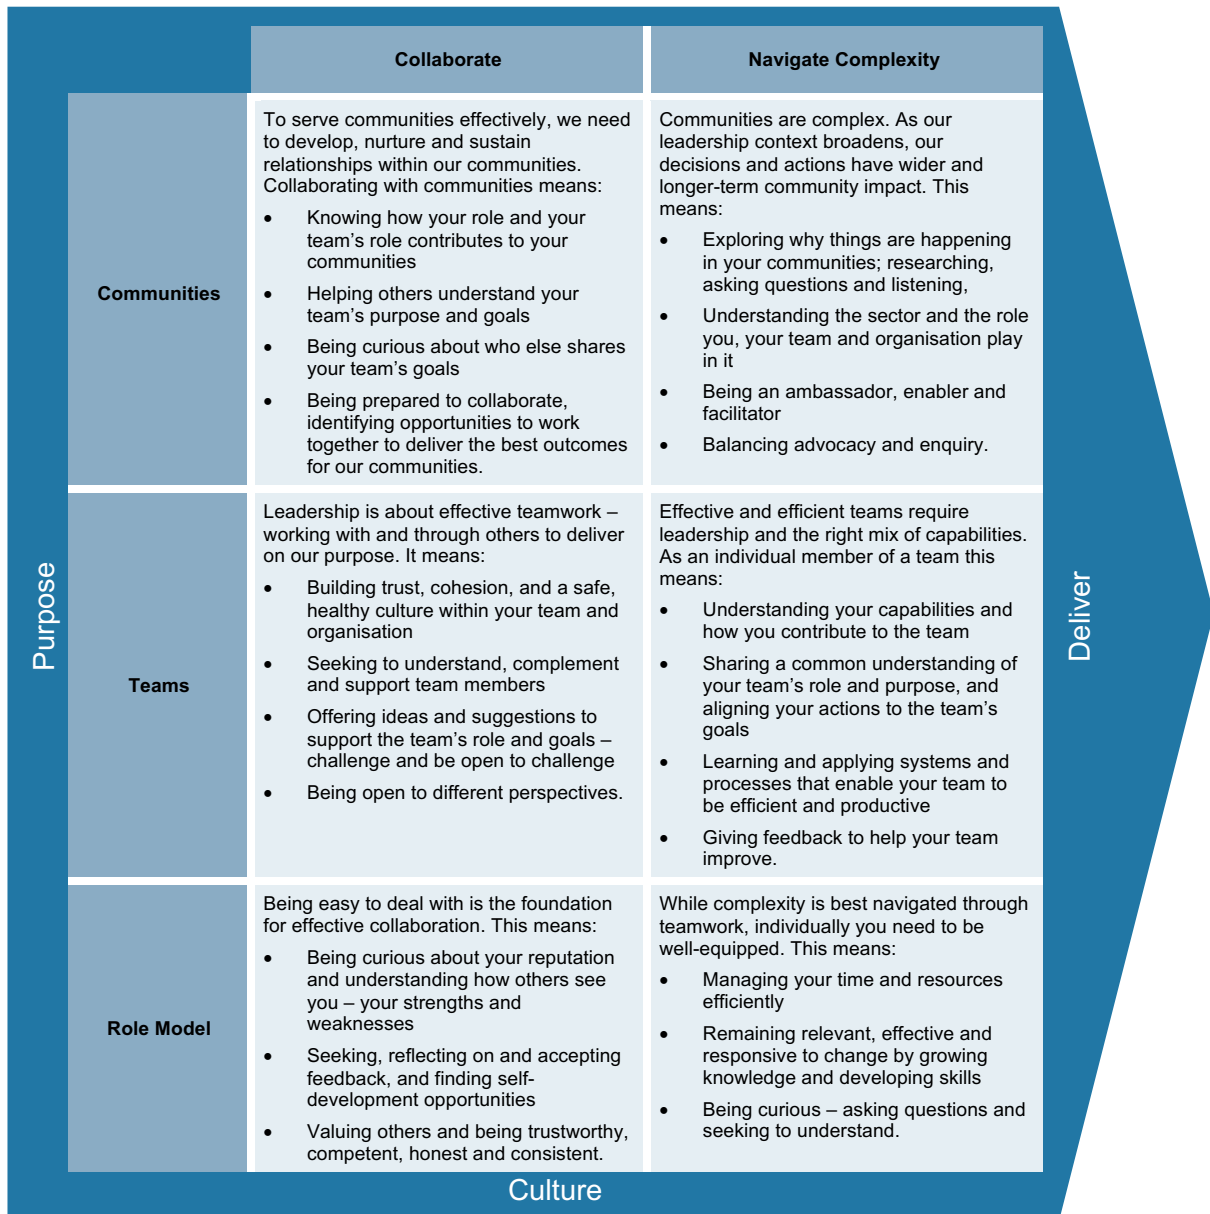 Collaborate
Navigate Complexity
Purpose
Communities
To serve communities effectively, we need
to develop, nurture and sustain
relationships within our communities.
Collaborating with communities means:
• Knowing how your role and your
team’s role contributes to your
communities
• Helping others understand your
team’s purpose and goals
• Being curious about who else shares
your team’s goals
• Being prepared to collaborate,
identifying opportunities to work
together to deliver the best outcomes
for our communities.
Communities are complex. As our
leadership context broadens, our
decisions and actions have wider and
longer-term community impact. This
means:
• Exploring why things are happening
in your communities; researching,
asking questions and listening,
• Understanding the sector and the role
you, your team and organisation play
in it
• Being an ambassador, enabler and
facilitator
• Balancing advocacy and enquiry.
Teams
Leadership is about effective teamwork –
working with and through others to deliver
on our purpose. It means:
• Building trust, cohesion, and a safe,
healthy culture within your team and
organisation
• Seeking to understand, complement
and support team members
• Offering ideas and suggestions to
support the team’s role and goals –
challenge and be open to challenge
• Being open to different perspectives.
Effective and efficient teams require
leadership and the right mix of capabilities.
As an individual member of a team this
means:
• Understanding your capabilities and
how you contribute to the team
• Sharing a common understanding of
your team’s role and purpose, and
aligning your actions to the team’s
goals
• Learning and applying systems and
processes that enable your team to
be efficient and productive
• Giving feedback to help your team
improve.
Role Model
Being easy to deal with is the foundation
for effective collaboration. This means:
• Being curious about your reputation
and understanding how others see
you – your strengths and
weaknesses
• Seeking, reflecting on and accepting
feedback, and finding self-
development opportunities
• Valuing others and being trustworthy,
competent, honest and consistent.
While complexity is best navigated through
teamwork, individually you need to be
well-equipped. This means:
• Managing your time and resources
efficiently
• Remaining relevant, effective and
responsive to change by growing
knowledge and developing skills
• Being curious – asking questions and
seeking to understand.
Deliver
Culture